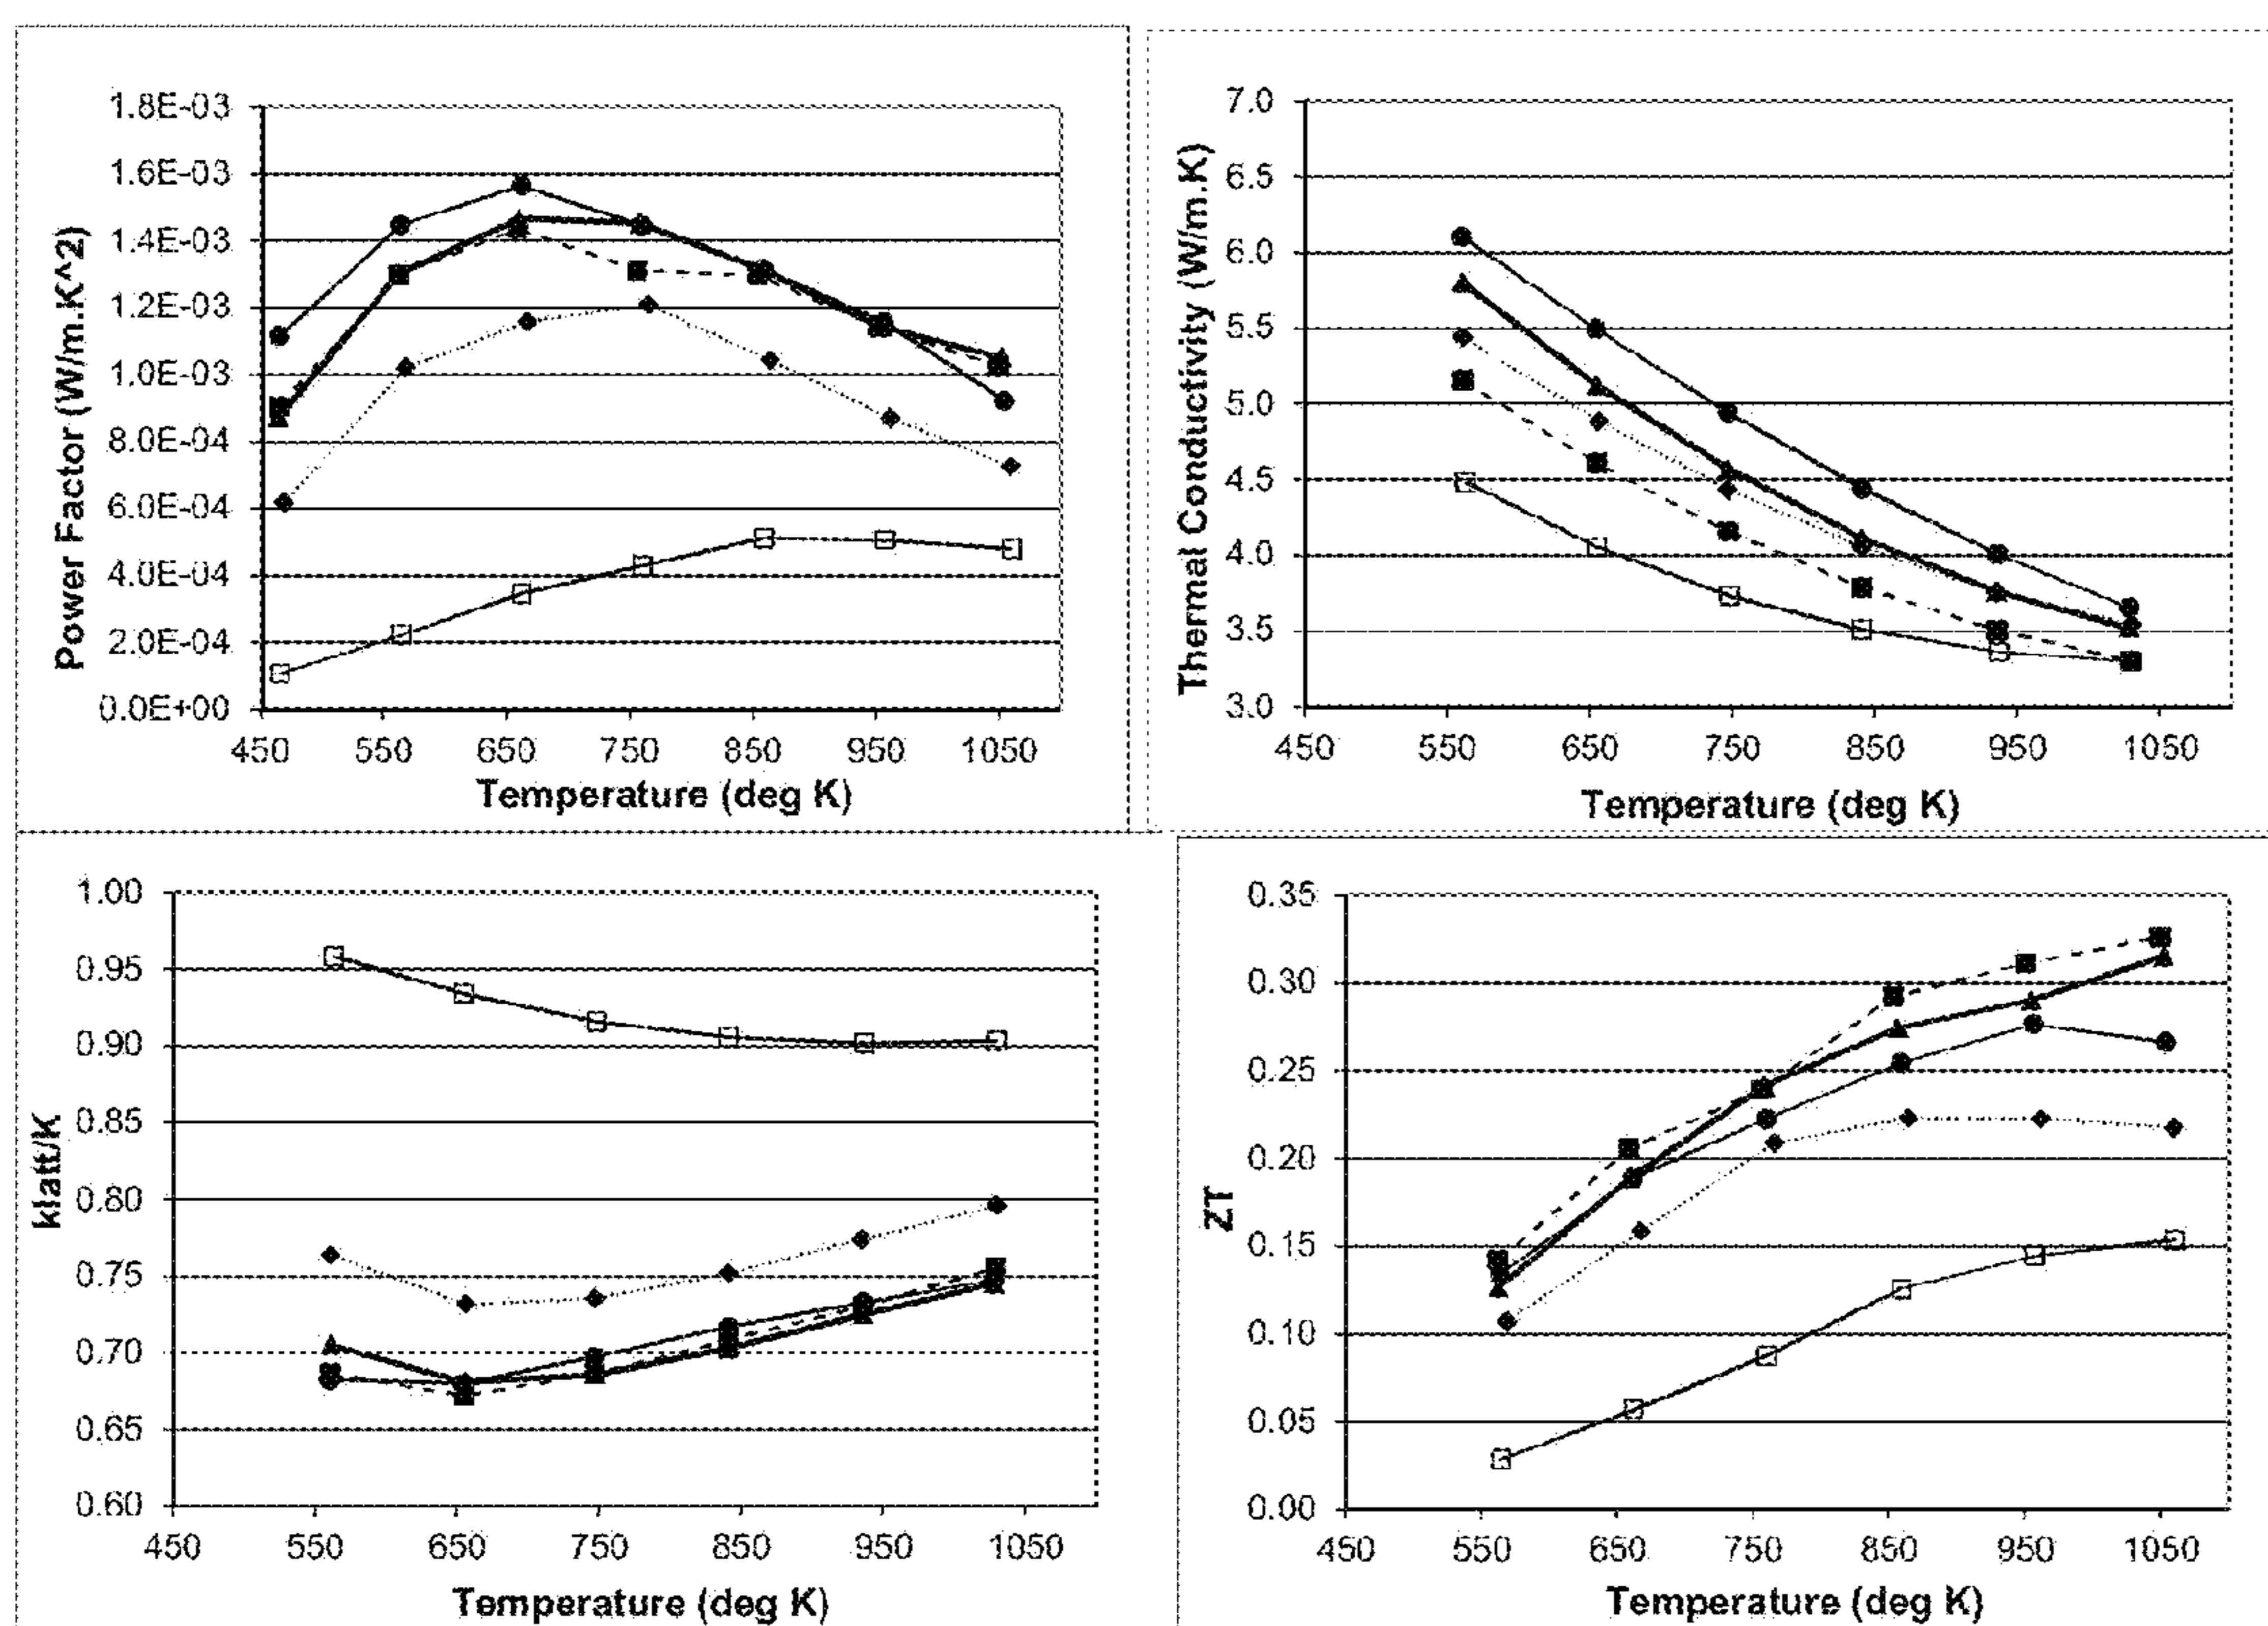 1.8E-03
1.6E-03
1.4E-03
1.2E-03
1.0E-03
8.0E-04
6.0E-04
4.0E-04
2.0E-04
0.0E+00
Power Factor (W/m.K^2)
450 550 650 750 850 950 1050
Temperature (deg K)
7.0
6.5
6.0
5.5
5.0
4.5
4.0
3.5
3.0
Thermal Conductivity (W/m.K)
450 550 650 750 850 950 1050
Temperature (deg K)
1.00
0.95
0.90
0.85
0.80
0.75
0.70
0.65
0.60
klatt/K
450 550 650 750 850 950 1050
Temperature (deg K)
0.35
0.30
0.25
0.20
0.15
0.10
0.05
0.00
ZT
450 550 650 750 850 950 1050
Temperature (deg K)